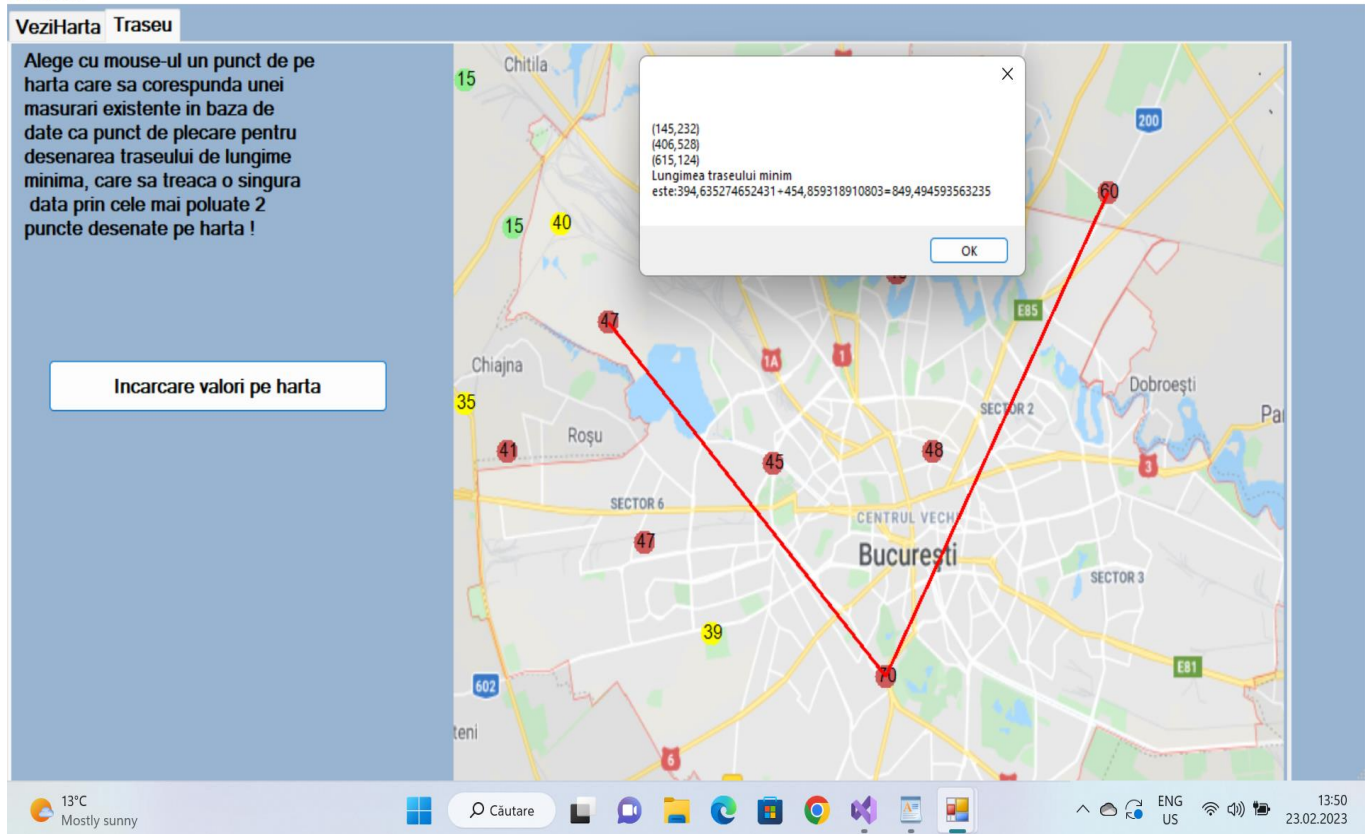 VeziHarta Traseu
Alege cu mouse-ul un punct de pe
harta care sa corespunda unei
masurari existente in baza de
date ca punct de plecare pentru
desenarea traseului de lungime
minima, care sa treaca o singura
data prin cele mai poluate 2
puncte desenate pe harta !
Incarcare valori pe harta
(145,232)
(406,528)
(615,124)
Lungimea traseului minim
este:394,635274652431+454,859318910803=849,494593563235
OK
Chitila
15
200
60
15
40
E85
47
1A
1
Chiajna
Dobroești
35
SECTOR 2
Pa
Roșu
41
45
48
3
SECTOR 6
CENTRUL VECH
47
București
SECTOR 3
39
E81
70
602
teni
6
13°C
Mostly sunny
Căutare
ENG
US
13:50
23.02.2023